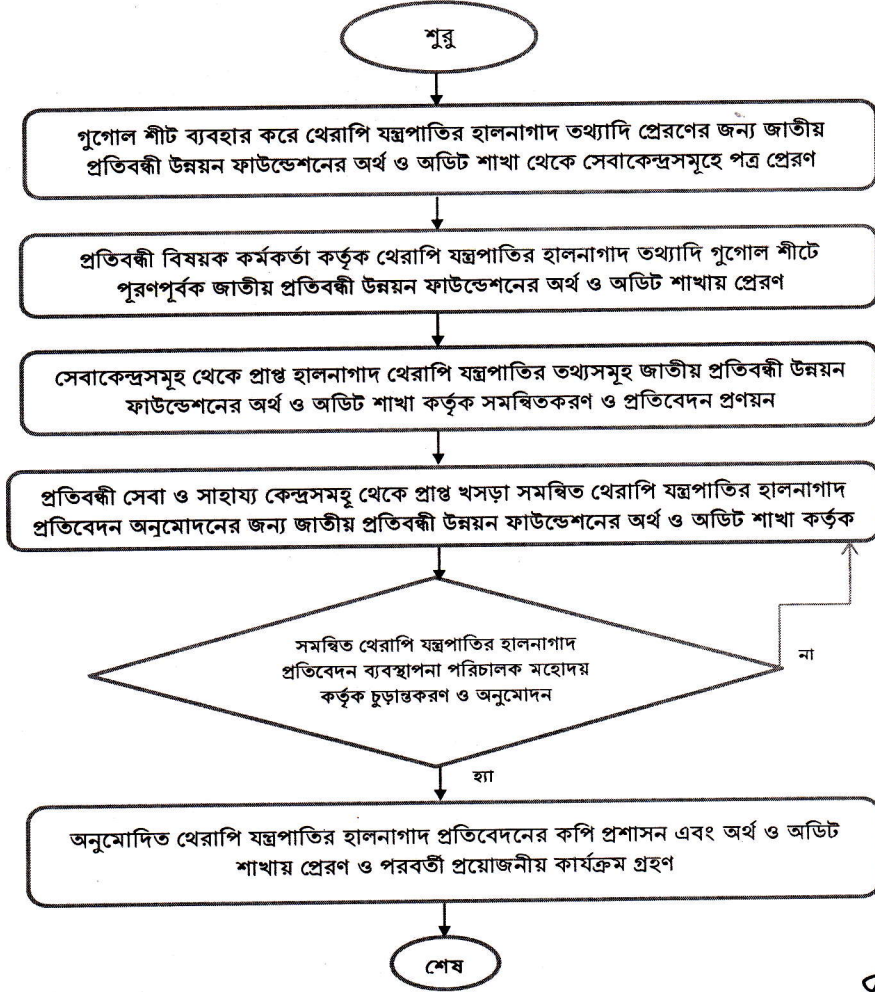 শুরু
গুগোল শীট ব্যবহার করে থেরাপি যন্ত্রপাতির হালনাগাদ তথ্যাদি প্রেরণের জন্য জাতীয়
প্রতিবন্ধী উন্নয়ন ফাউন্ডেশনের অর্থ ও অডিট শাখা থেকে সেবাকেন্দ্রসমূহে পত্র প্রেরণ
প্রতিবন্ধী বিষয়ক কর্মকর্তা কর্তৃক থেরাপি যন্ত্রপাতির হালনাগাদ তথ্যাদি গুগোল শীটে
পূরণপূর্বক জাতীয় প্রতিবন্ধী উন্নয়ন ফাউন্ডেশনের অর্থ ও অডিট শাখায় প্রেরণ
সেবাকেন্দ্রসমূহ থেকে প্রাপ্ত হালনাগাদ থেরাপি যন্ত্রপাতির তথ্যসমূহ জাতীয় প্রতিবন্ধী উন্নয়ন
ফাউন্ডেশনের অর্থ ও অডিট শাখা কর্তৃক সমন্বিতকরণ ও প্রতিবেদন প্রণয়ন
প্রতিবন্ধী সেবা ও সাহায্য কেন্দ্রসমহূ থেকে প্রাপ্ত খসড়া সমন্বিত থেরাপি যন্ত্রপাতির হালনাগাদ
প্রতিবেদন অনুমোদনের জন্য জাতীয় প্রতিবন্ধী উন্নয়ন ফাউন্ডেশনের অর্থ ও অডিট শাখা কর্তৃক
সমন্বিত থেরাপি যন্ত্রপাতির হালনাগাদ
প্রতিবেদন ব্যবস্থাপনা পরিচালক মহোদয়
কর্তৃক চুড়ান্তকরণ ও অনুমোদন
না
হ্যা
অনুমোদিত থেরাপি যন্ত্রপাতির হালনাগাদ প্রতিবেদনের কপি প্রশাসন এবং অর্থ ও অডিট
শাখায় প্রেরণ ও পরবর্তী প্রয়োজনীয় কার্যক্রম গ্রহণ
শেষ